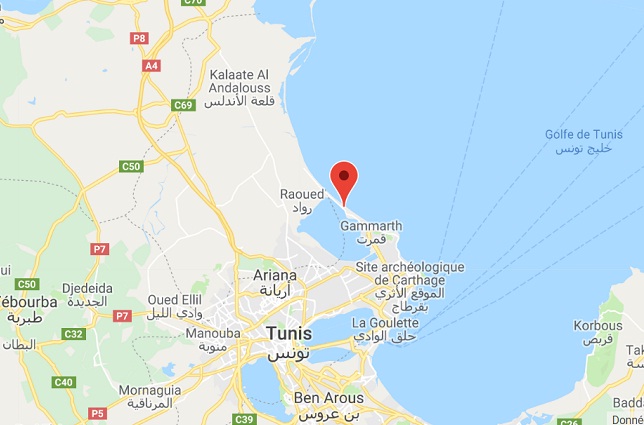 C70
P8
A4
Kalaate Al
Andalouss
قلعة الأندلس
C69
Golfe de Tunis
خليج تونس
C50
Raoued
رواد
Gammarth
قمرت
P7
Ariana
أريانة
Site archéologique
de Carthage
الموقع الأثري
بقرطاج
C50
Djedeida
الجديدة
Oued Ellil
وادي الليل
Tébourba
طبربة
P7
Manouba
منوبة
Tunis
تونس
La Goulette
حلق الوادي
Korbous
قربص
C32
البطان
C40
Mornaguia
المرناقية
P5
C39
Ben Arous
بن عروس
C26
Donné